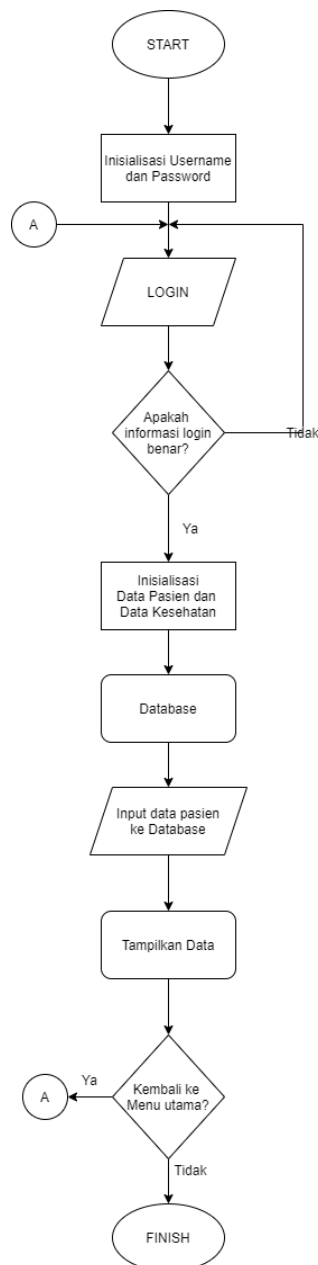 START
Inisialisasi Username
dan Password
A
LOGIN
Apakah
informasi login
benar?
Tidak
Ya
Inisialisasi
Data Pasien dan
Data Kesehatan
Database
Input data pasien
ke Database
Tampilkan Data
Kembali ke
Menu utama?
Ya
A
Tidak
FINISH